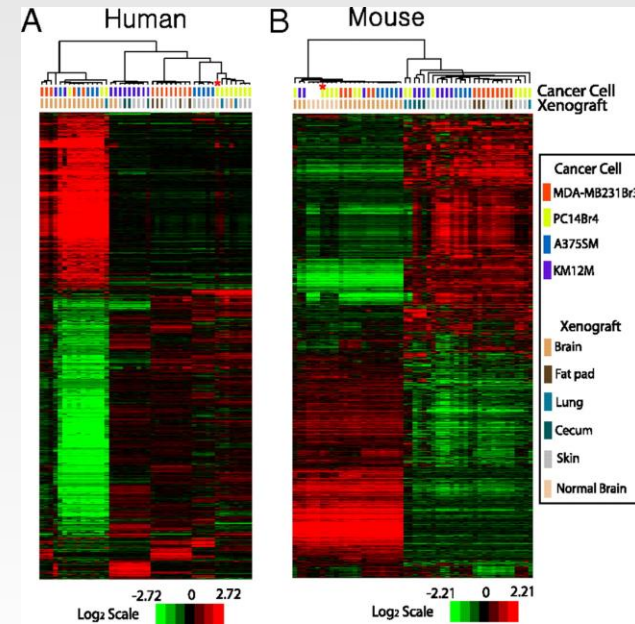 A Human
B Mouse
*
*
Cancer Cell
Xenograft
Cancer Cell
MDA-MB231Br3
PC14Br4
A375SM
KM12M
Xenograft
Brain
Fat pad
Lung
Cecum
Skin
Normal Brain
-2.72 0 2.72
Log₂ Scale
-2.21 0 2.21
Log₂ Scale